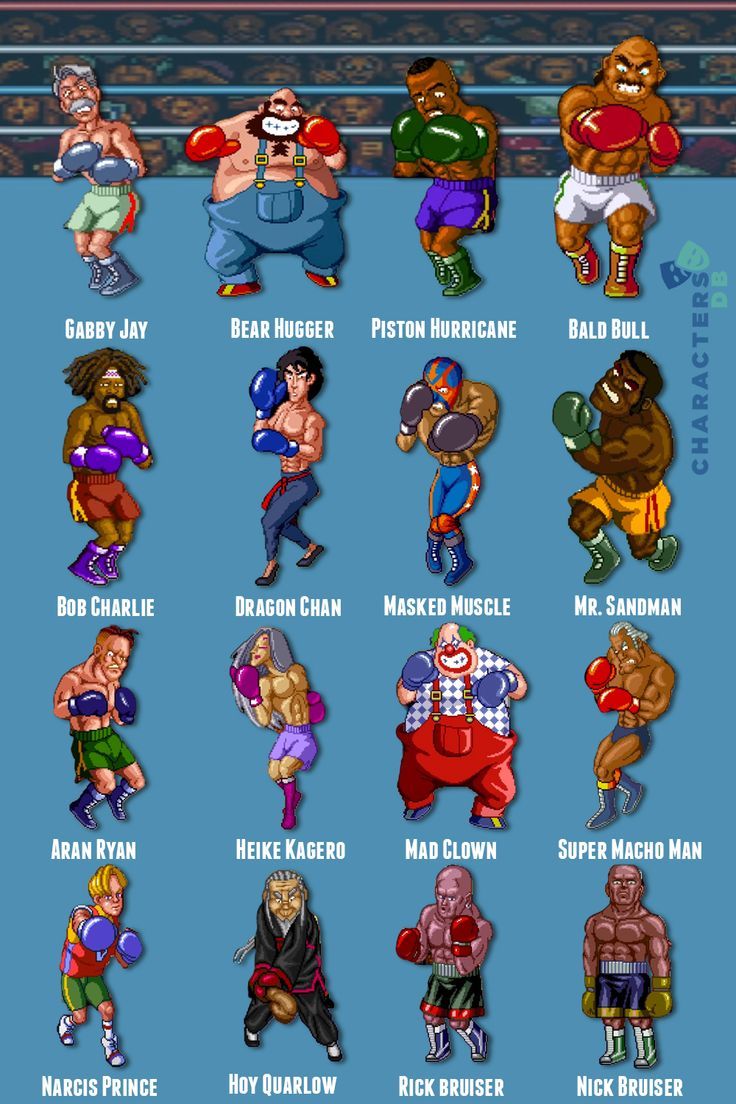 Gabby Jay
Bear Hugger
Piston Hurricane
Bald Bull
CHARACTERS
DB
Bob Charlie
Dragon Chan
Masked Muscle
Mr. Sandman
Aran Ryan
Heike Kagero
Mad Clown
Super Macho Man
Narcis Prince
Hoy Quarlow
Rick bruiser
Nick Bruiser